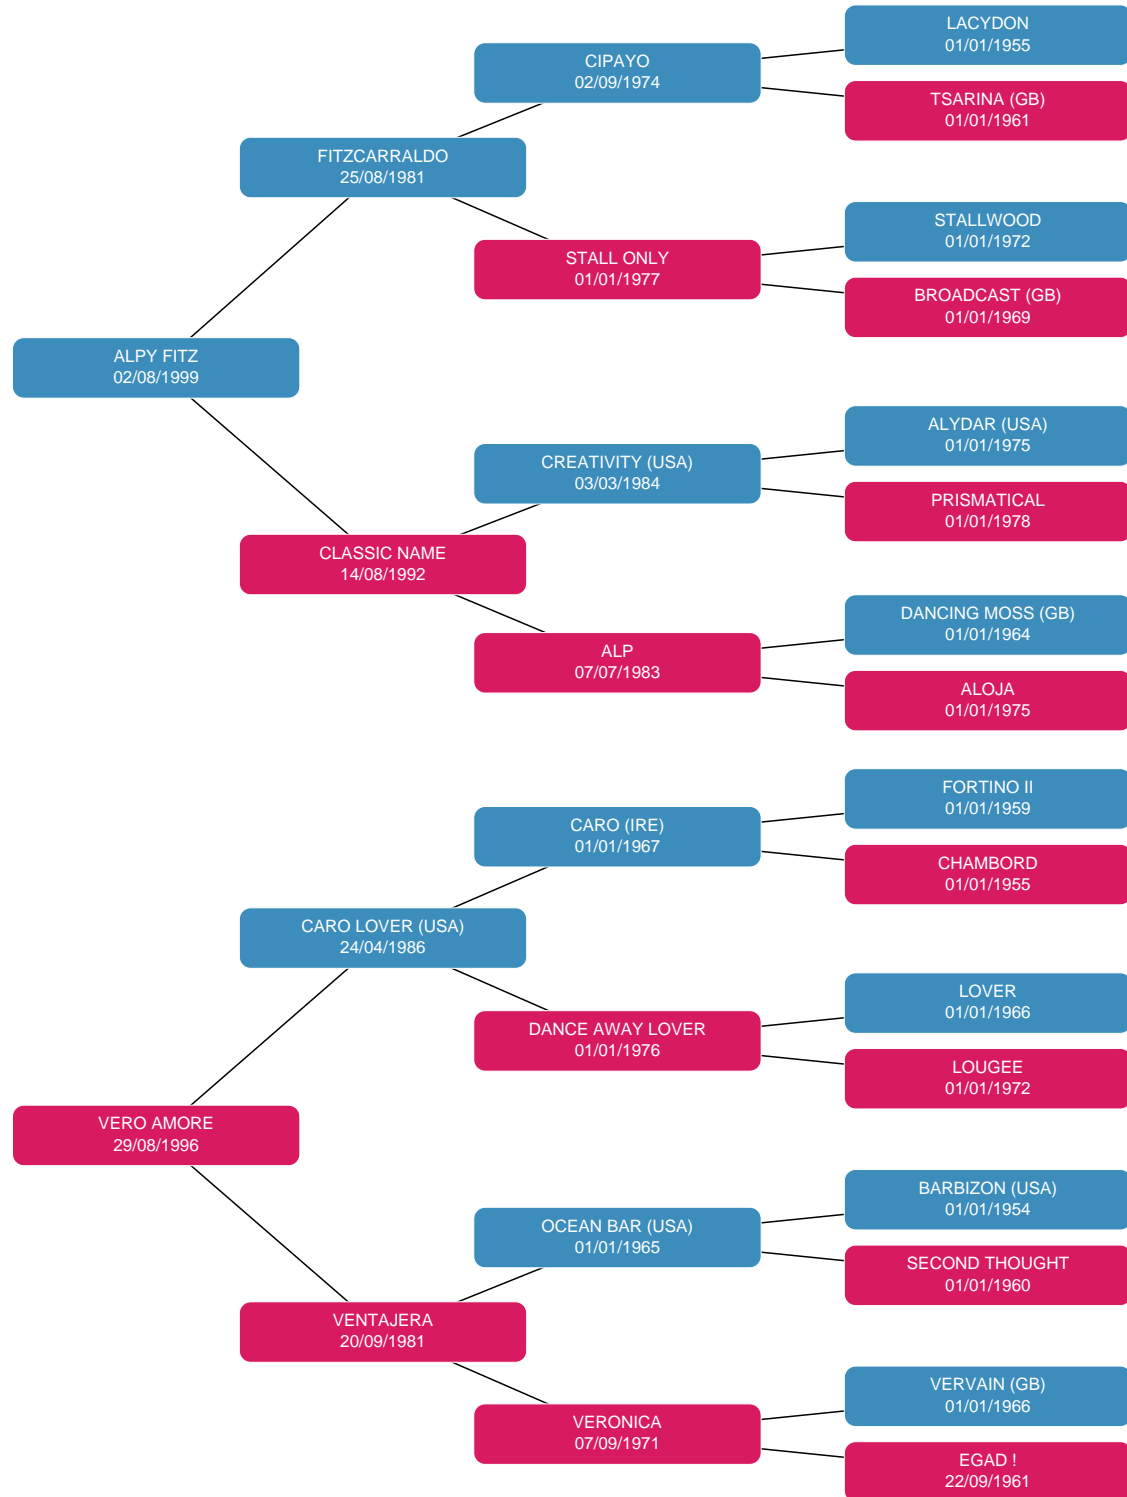 LACYDON
01/01/1955
CIPAYO
02/09/1974
TSARINA (GB)
01/01/1961
FITZCARRALDO
25/08/1981
STALLWOOD
01/01/1972
STALL ONLY
01/01/1977
BROADCAST (GB)
01/01/1969
ALPY FITZ
02/08/1999
ALYDAR (USA)
01/01/1975
CREATIVITY (USA)
03/03/1984
PRISMATICAL
01/01/1978
CLASSIC NAME
14/08/1992
DANCING MOSS (GB)
01/01/1964
ALP
07/07/1983
ALOJA
01/01/1975
FORTINO II
01/01/1959
CARO (IRE)
01/01/1967
CHAMBORD
01/01/1955
CARO LOVER (USA)
24/04/1986
LOVER
01/01/1966
DANCE AWAY LOVER
01/01/1976
LOUGEE
01/01/1972
VERO AMORE
29/08/1996
BARBIZON (USA)
01/01/1954
OCEAN BAR (USA)
01/01/1965
SECOND THOUGHT
01/01/1960
VENTAJERA
20/09/1981
VERVAIN (GB)
01/01/1966
VERONICA
07/09/1971
EGAD !
22/09/1961